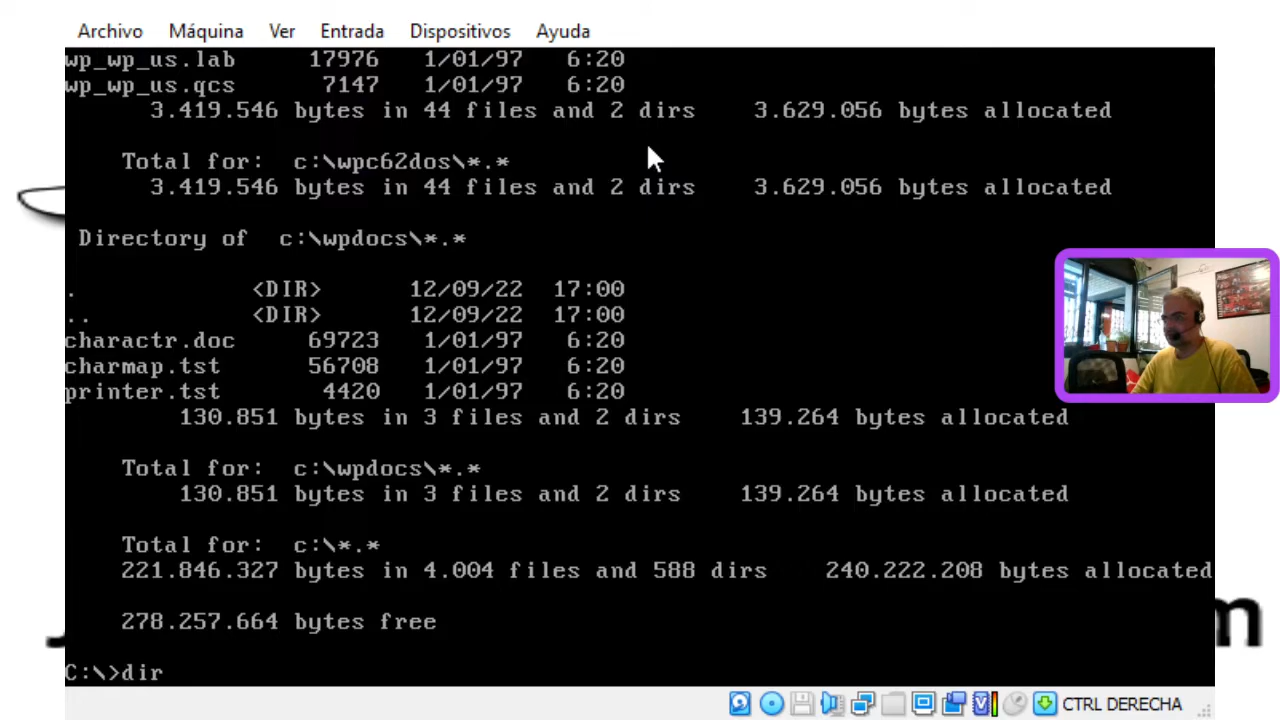 Archivo Máquina Ver Entrada Dispositivos Ayuda
wp_wp_us.lab 17976 1/01/97 6:20
wp_wp_us.qcs 7147 1/01/97 6:20
3.419.546 bytes in 44 files and 2 dirs 3.629.056 bytes allocated
Total for: c:\wpc62dos\*.*
3.419.546 bytes in 44 files and 2 dirs 3.629.056 bytes allocated
Directory of c:\wpdocs\*.*
. <DIR> 12/09/22 17:00
.. <DIR> 12/09/22 17:00
charactr.doc 69723 1/01/97 6:20
charmap.tst 56708 1/01/97 6:20
printer.tst 4420 1/01/97 6:20
130.851 bytes in 3 files and 2 dirs 139.264 bytes allocated
Total for: c:\wpdocs\*.*
130.851 bytes in 3 files and 2 dirs 139.264 bytes allocated
Total for: c:\*.*
221.846.327 bytes in 4.004 files and 588 dirs 240.222.208 bytes allocated
278.257.664 bytes free
m
C:\>dir
CTRL DERECHA